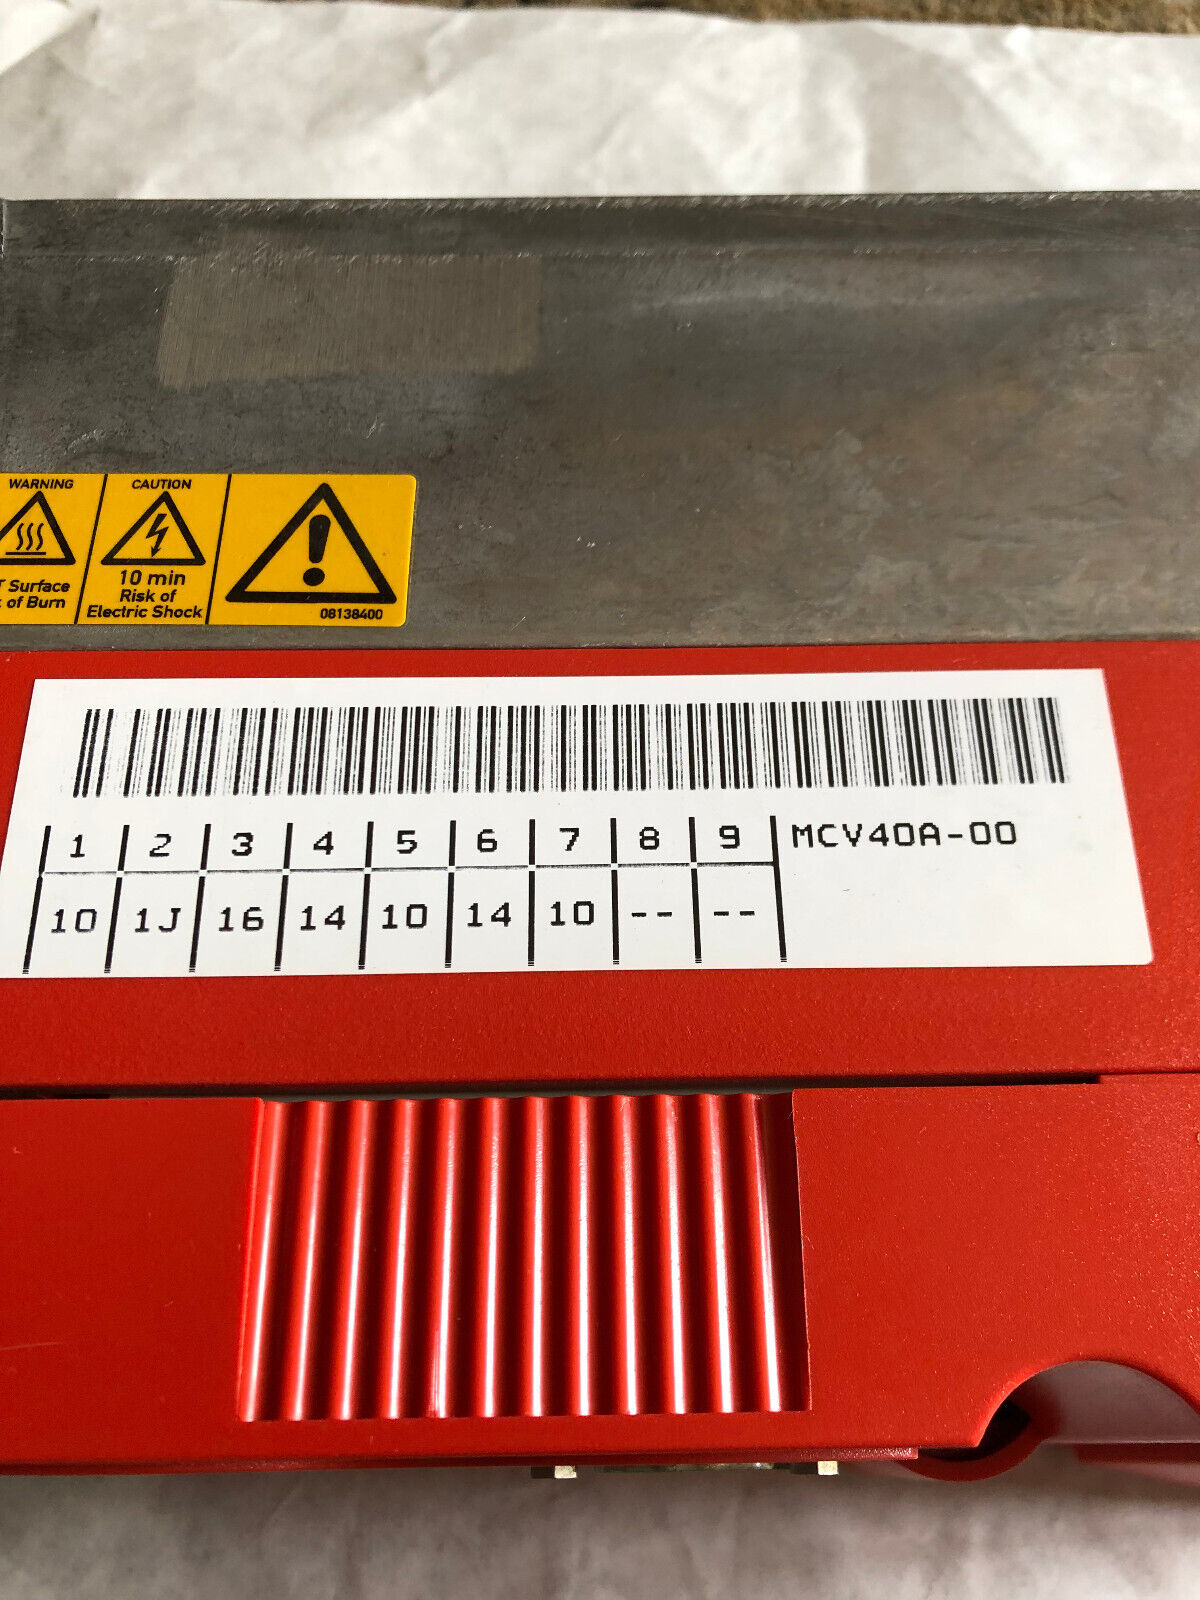 WARNING
Surface
of Burn
CAUTION
10 min
Risk of
Electric Shock
08138400
1 2 3 4 5 6 7 8 9 MCV40A-00
10 1J 16 14 10 14 10 -- --